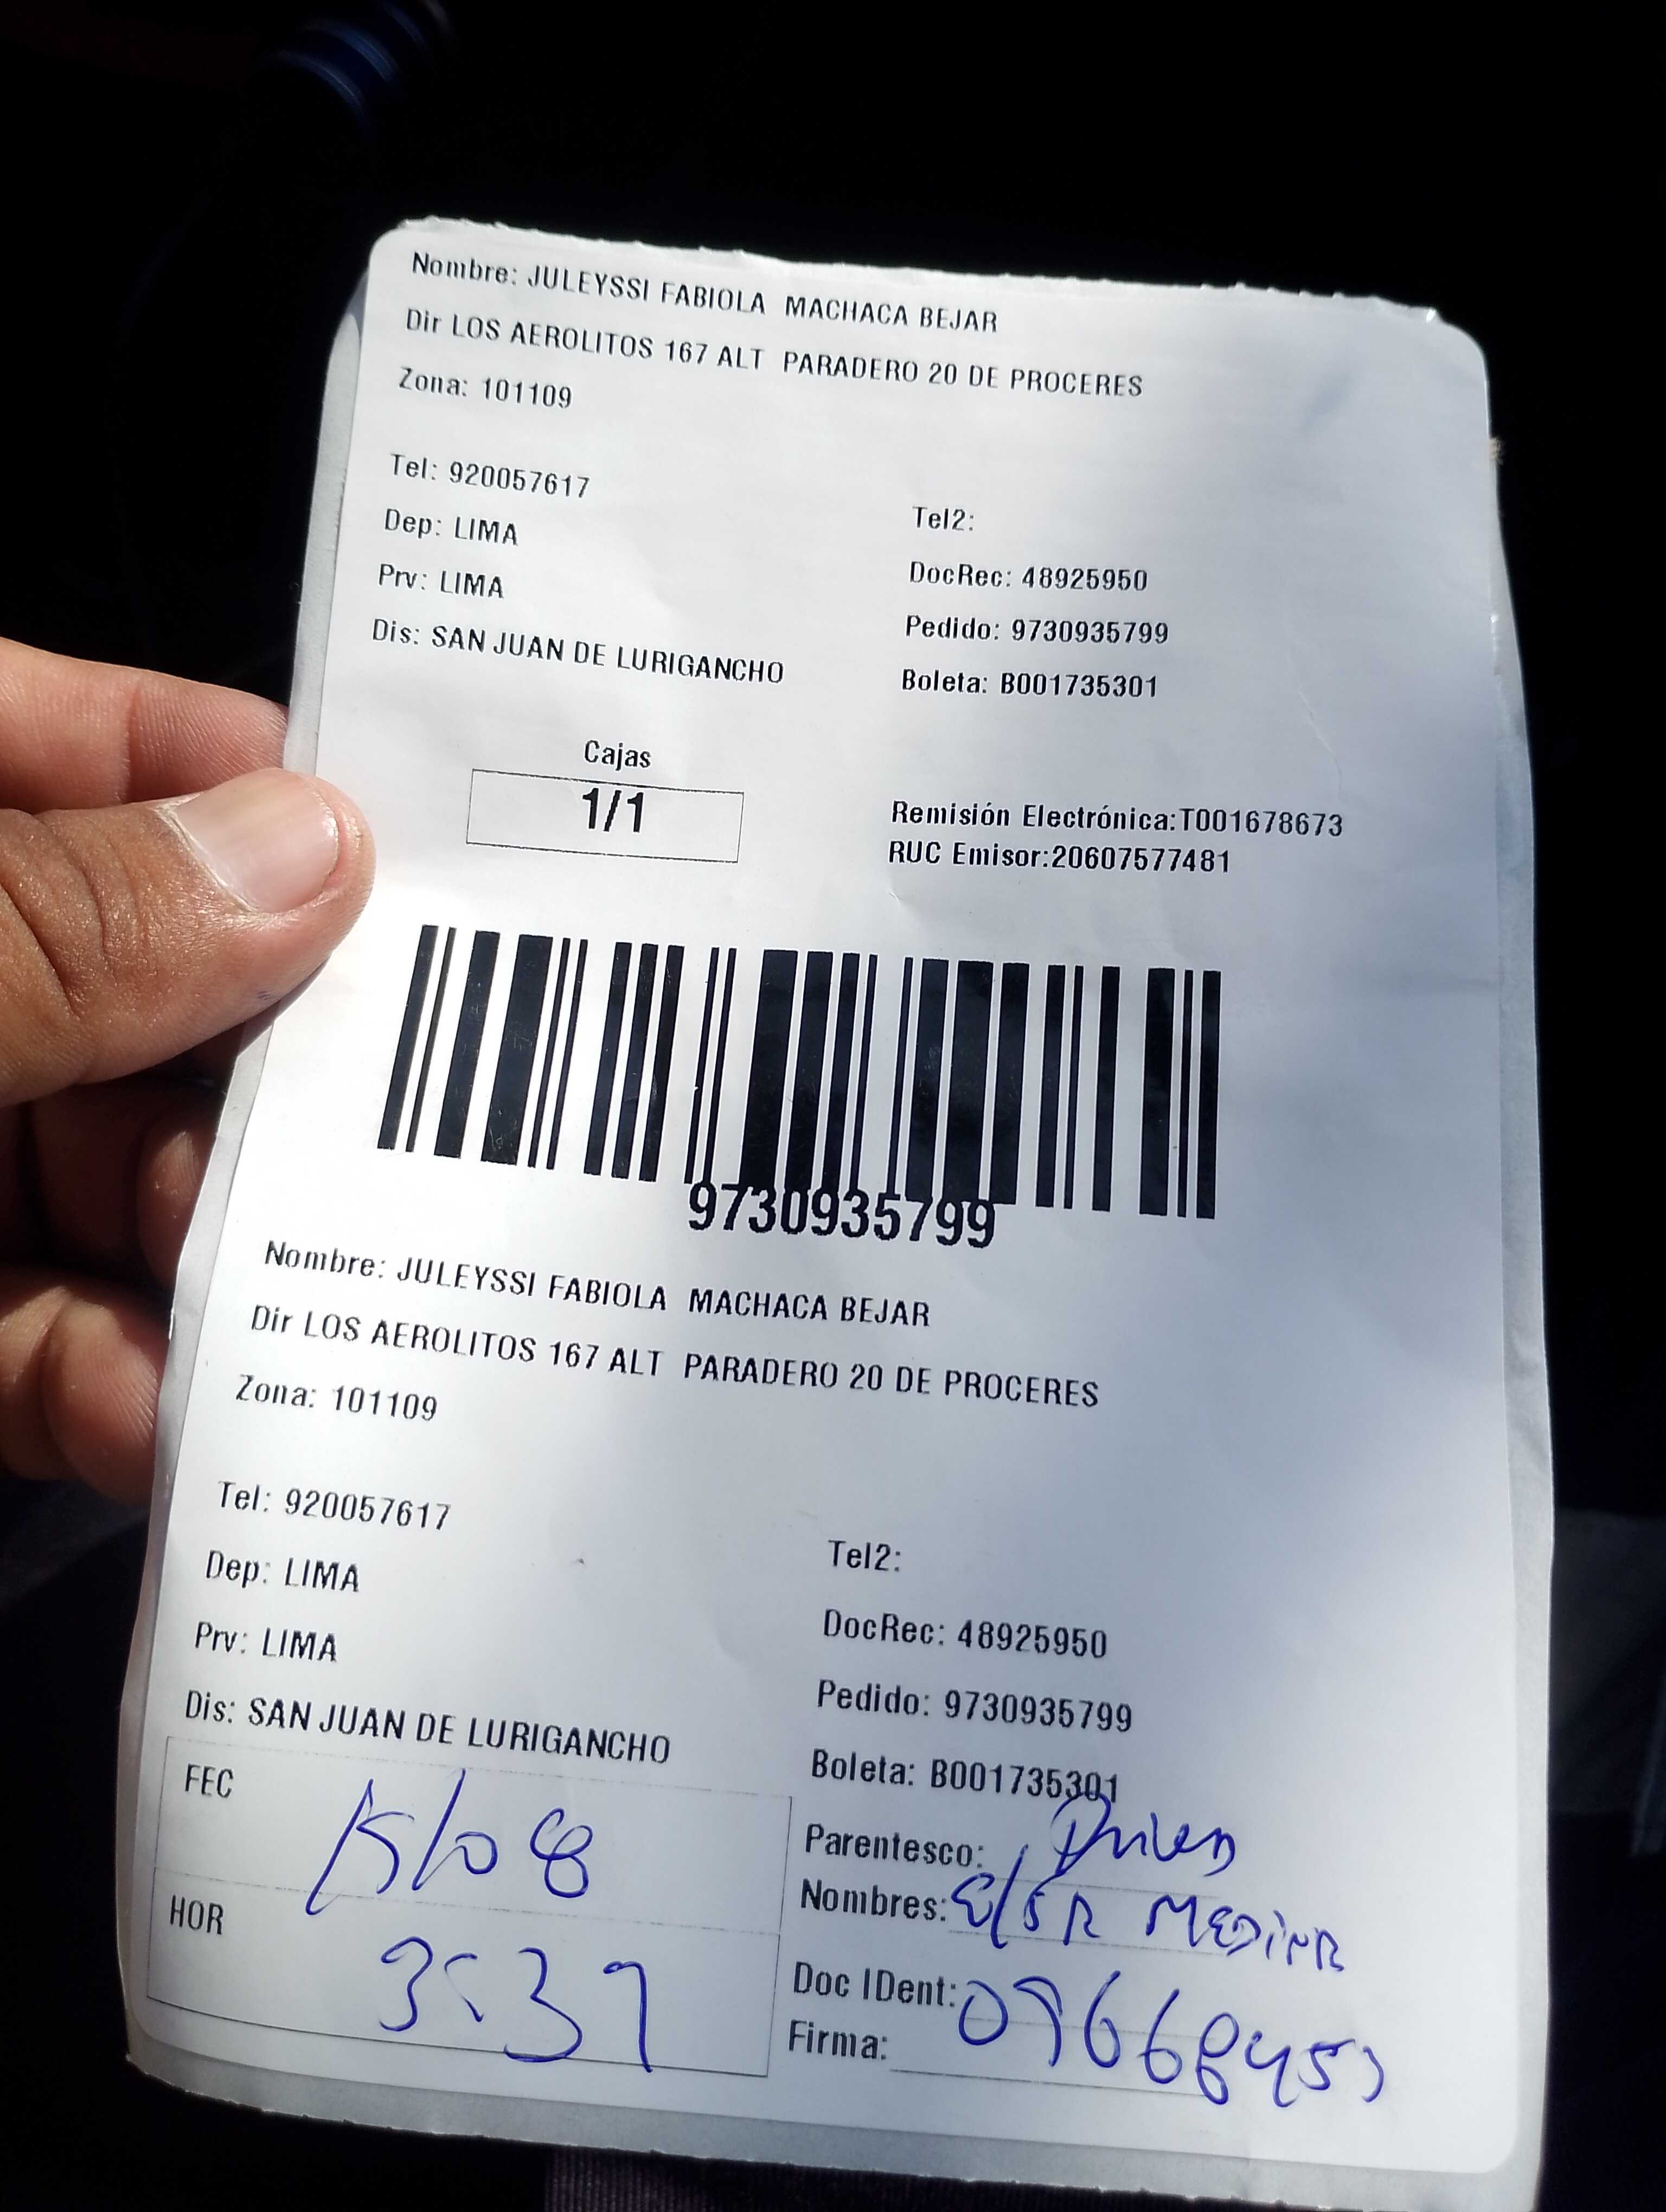 Nombre: JULEYSSI FABIOLA MACHACA BEJAR
Dir LOS AEROLITOS 167 ALT PARADERO 20 DE PROCERES
Zona: 101109
Tel: 920057617
Tel2:
Dep: LIMA
DocRec: 48925950
Prv: LIMA
Pedido: 9730935799
Dis: SAN JUAN DE LURIGANCHO
Boleta: B001735301
Cajas
1/1
Remisión Electrónica:T001678673
RUC Emisor:20607577481
9730935799
Nombre: JULEYSSI FABIOLA MACHACA BEJAR
Dir LOS AEROLITOS 167 ALT PARADERO 20 DE PROCERES
Zona: 101109
Tel: 920057617
Tel2:
Dep: LIMA
DocRec: 48925950
Prv: LIMA
Pedido: 9730935799
Dis: SAN JUAN DE LURIGANCHO
Boleta: B001735301
FEC 15/08
Parentesco:
Nombres: MEDINA
HOR 3:37
Doc IDent:
Firma: